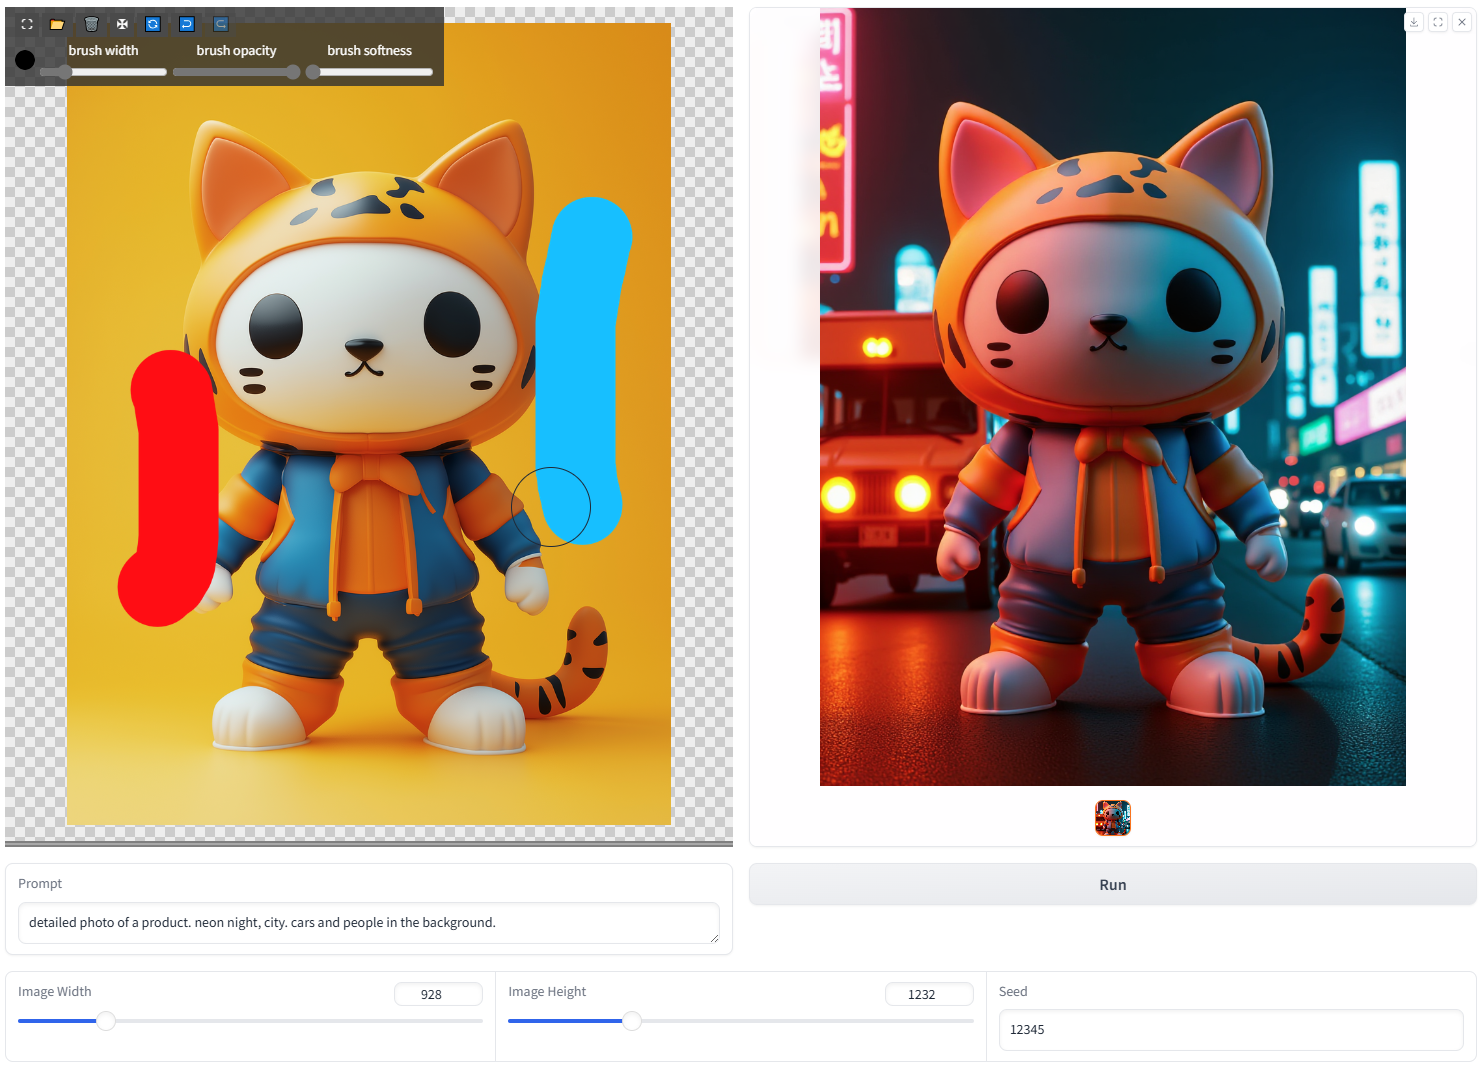 brush width
brush opacity
brush softness
Prompt
detailed photo of a product. neon night, city. cars and people in the background.
Run
Image Width
928
Image Height
1232
Seed
12345